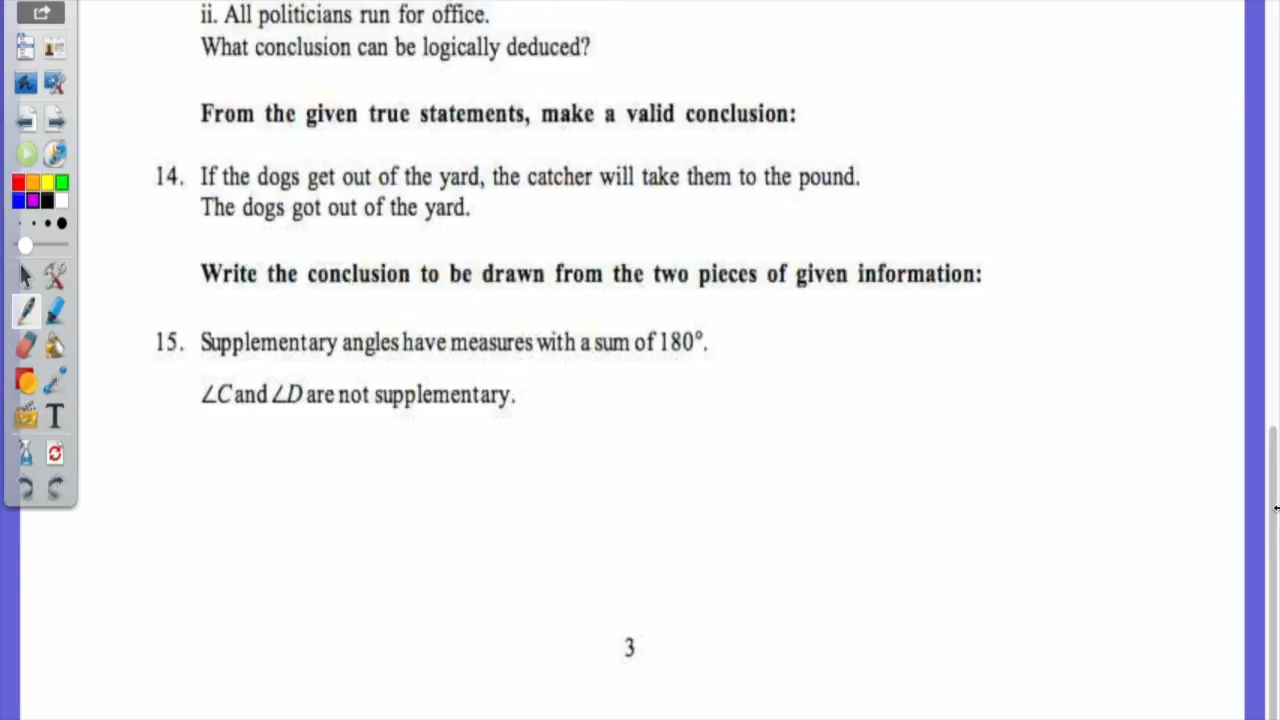 ii. All politicians run for office.
What conclusion can be logically deduced?
From the given true statements, make a valid conclusion:
14. If the dogs get out of the yard, the catcher will take them to the pound.
The dogs got out of the yard.
Write the conclusion to be drawn from the two pieces of given information:
15. Supplementary angles have measures with a sum of 180°.
∠C and ∠D are not supplementary.
T
3